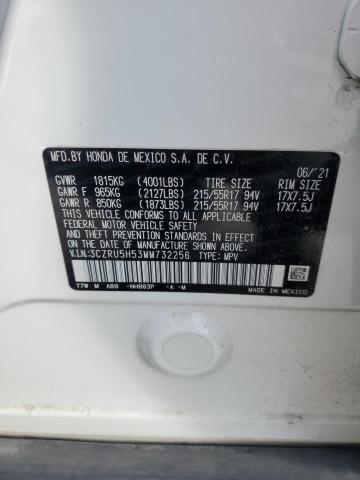 MFD.BY HONDA DE MEXICO S.A. DE C.V.
06/'21
GVWR 1815KG (4001LBS) TIRE SIZE RIM SIZE
GAWR F 965KG (2127LBS) 215/55R17 94V 17X7.5J
GAWR R 850KG (1873LBS) 215/55R17 94V 17X7.5J
THIS VEHICLE CONFORMS TO ALL APPLICABLE
FEDERAL MOTOR VEHICLE SAFETY
AND THEFT PREVENTION STANDARDS IN EFFECT
ON THE DATE OF MANUFACTURE SHOWN ABOVE.
V.I.N:3CZRU5H53MM732256 TYPE: MPV
T7W M AB9 -NH883P -A -M
MADE IN MEXICO